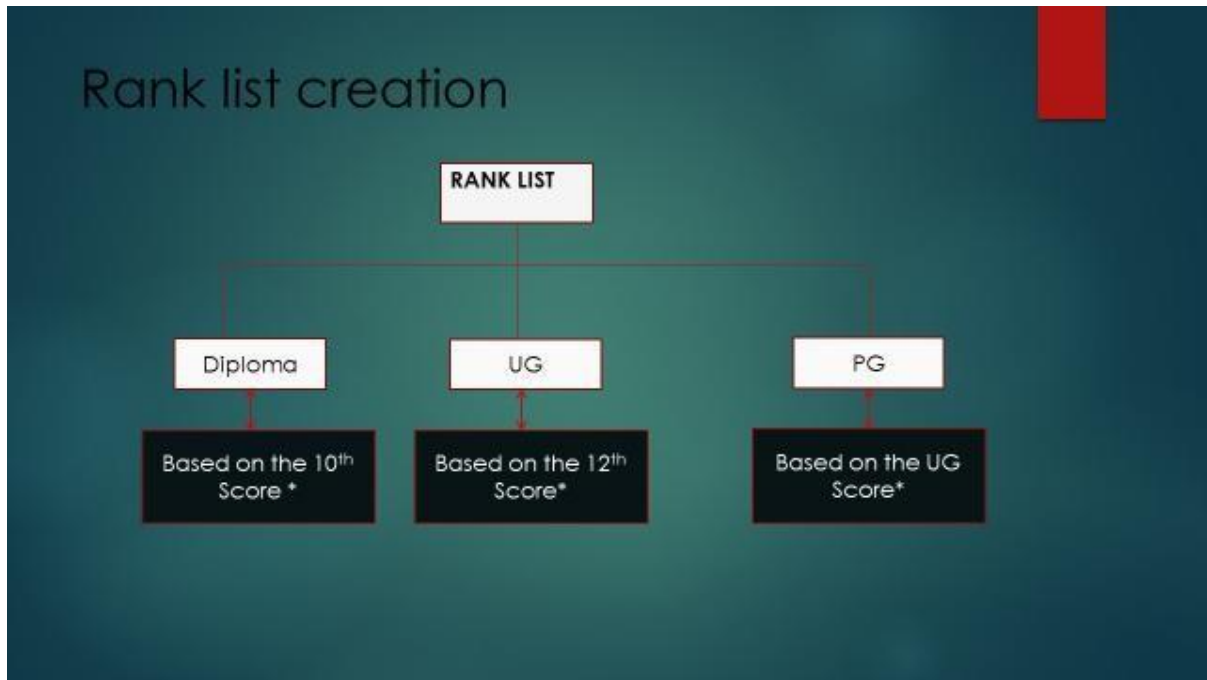 Rank list creation
RANK LIST
Diploma
UG
PG
Based on the 10th
Score *
Based on the 12th
Score*
Based on the UG
Score*